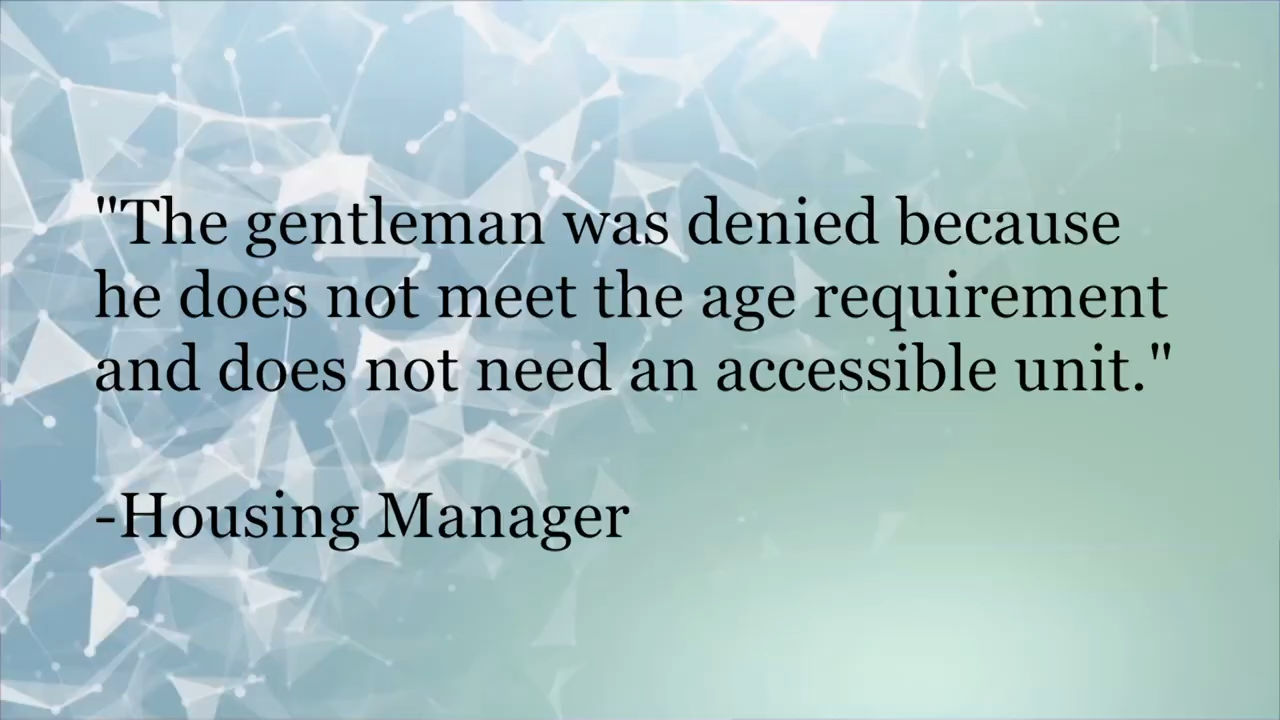 "The gentleman was denied because
he does not meet the age requirement
and does not need an accessible unit."
-Housing Manager